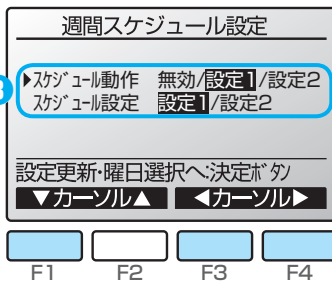 週間スケジュール設定
▶スケジュール動作 無効/設定1/設定2
スケジュール設定 設定1/設定2
設定更新・曜日選択へ:決定ボタン
▼カーソル▲ ◀カーソル▶
F1 F2 F3 F4